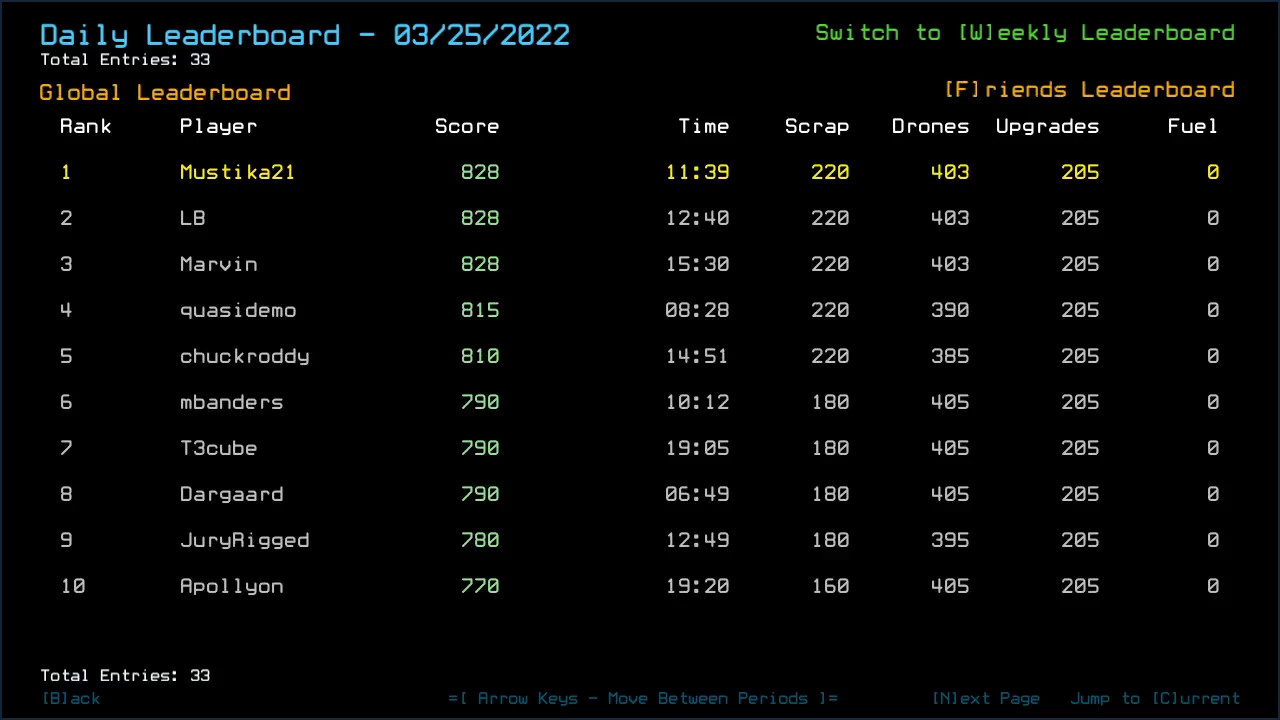 Daily Leaderboard - 03/25/2022 Switch to [W]eekly Leaderboard
Total Entries: 33
Global Leaderboard [F]riends Leaderboard
Rank Player Score Time Scrap Drones Upgrades Fuel
1 Mustika21 828 11:39 220 403 205 0
2 LB 828 12:40 220 403 205 0
3 Marvin 828 15:30 220 403 205 0
4 quasidemo 815 08:28 220 390 205 0
5 chuckroddy 810 14:51 220 385 205 0
6 mbanders 790 10:12 180 405 205 0
7 T3cube 790 19:05 180 405 205 0
8 Dargaard 790 06:49 180 405 205 0
9 JuryRigged 780 12:49 180 395 205 0
10 Apollyon 770 19:20 160 405 205 0
Total Entries: 33
[B]ack =[ Arrow Keys - Move Between Periods ]= [N]ext Page Jump to [C]urrent